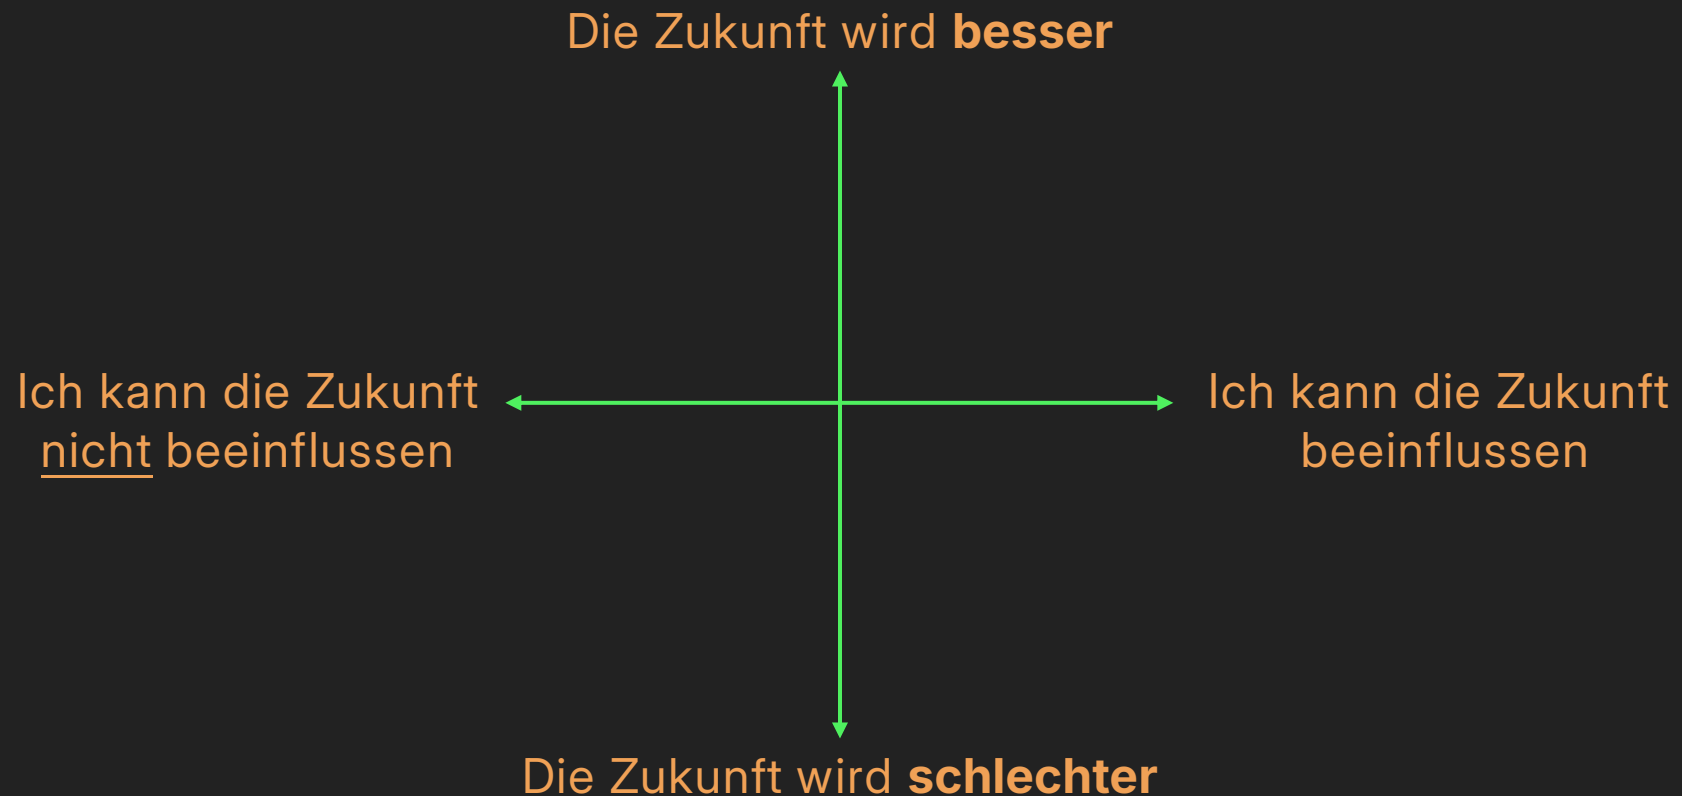 Die Zukunft wird besser
Ich kann die Zukunft
nicht beeinflussen
Ich kann die Zukunft
beeinflussen
Die Zukunft wird schlechter